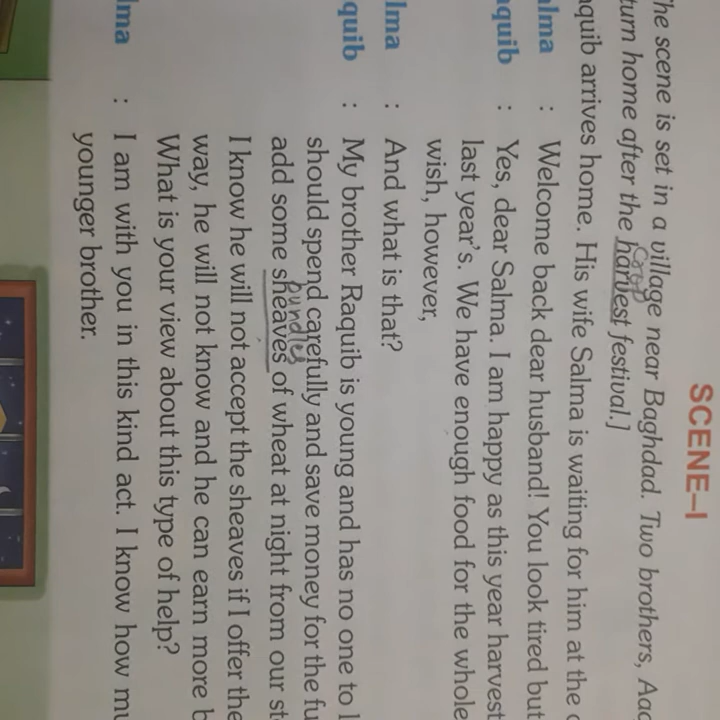 SCENE–I
he scene is set in a village near Baghdad. Two brothers, Aa
turn home after the harvest festival.]
Crop
quib arrives home. His wife Salma is waiting for him at the
alma : Welcome back dear husband! You look tired but
quib : Yes, dear Salma. I am happy as this year harvest
last year's. We have enough food for the whole
wish, however,
lma : And what is that?
quib : My brother Raquib is young and has no one to l
should spend carefully and save money for the fu
bundles
add some sheaves of wheat at night from our st
I know he will not accept the sheaves if I offer the
way, he will not know and he can earn more b
What is your view about this type of help?
lma : I am with you in this kind act. I know how mu
younger brother.